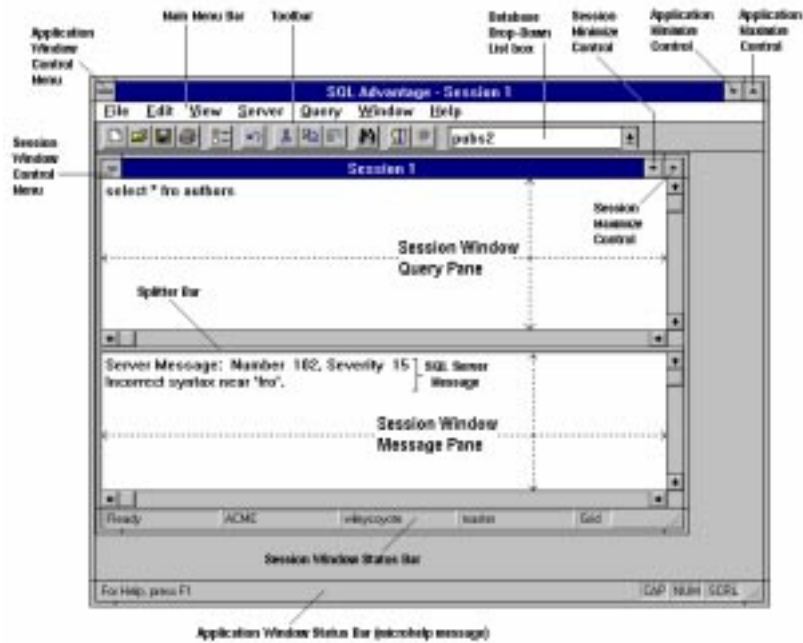 Application
Window
Control
Menu
Main Menu Bar
Toolbar
Database
Drop-Down
List box
Session
Minimize
Control
Application
Minimize
Control
Application
Maximize
Control
SQL Advantage - Session 1
File Edit View Server Query Window Help
pubs2
Session
Window
Control
Menu
Session 1
select * fro authors
Session
Maximize
Control
Session Window
Query Pane
Splitter Bar
Server Message: Number 102, Severity 15
Incorrect syntax near 'fro'.
SQL Server
Message
Session Window
Message Pane
Ready ACME wileycoyote master Grid
Session Window Status Bar
For Help, press F1 CAP NUM SCRL
Application Window Status Bar (microhelp message)